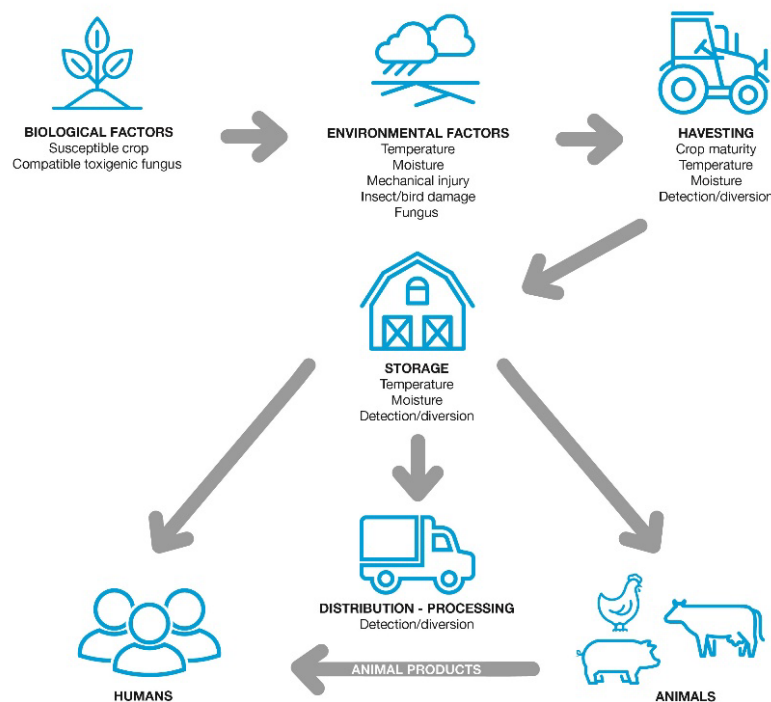 BIOLOGICAL FACTORS
Susceptible crop
Compatible toxigenic fungus
ENVIRONMENTAL FACTORS
Temperature
Moisture
Mechanical injury
Insect/bird damage
Fungus
HAVESTING
Crop maturity
Temperature
Moisture
Detection/diversion
STORAGE
Temperature
Moisture
Detection/diversion
DISTRIBUTION - PROCESSING
Detection/diversion
ANIMAL PRODUCTS
HUMANS
ANIMALS